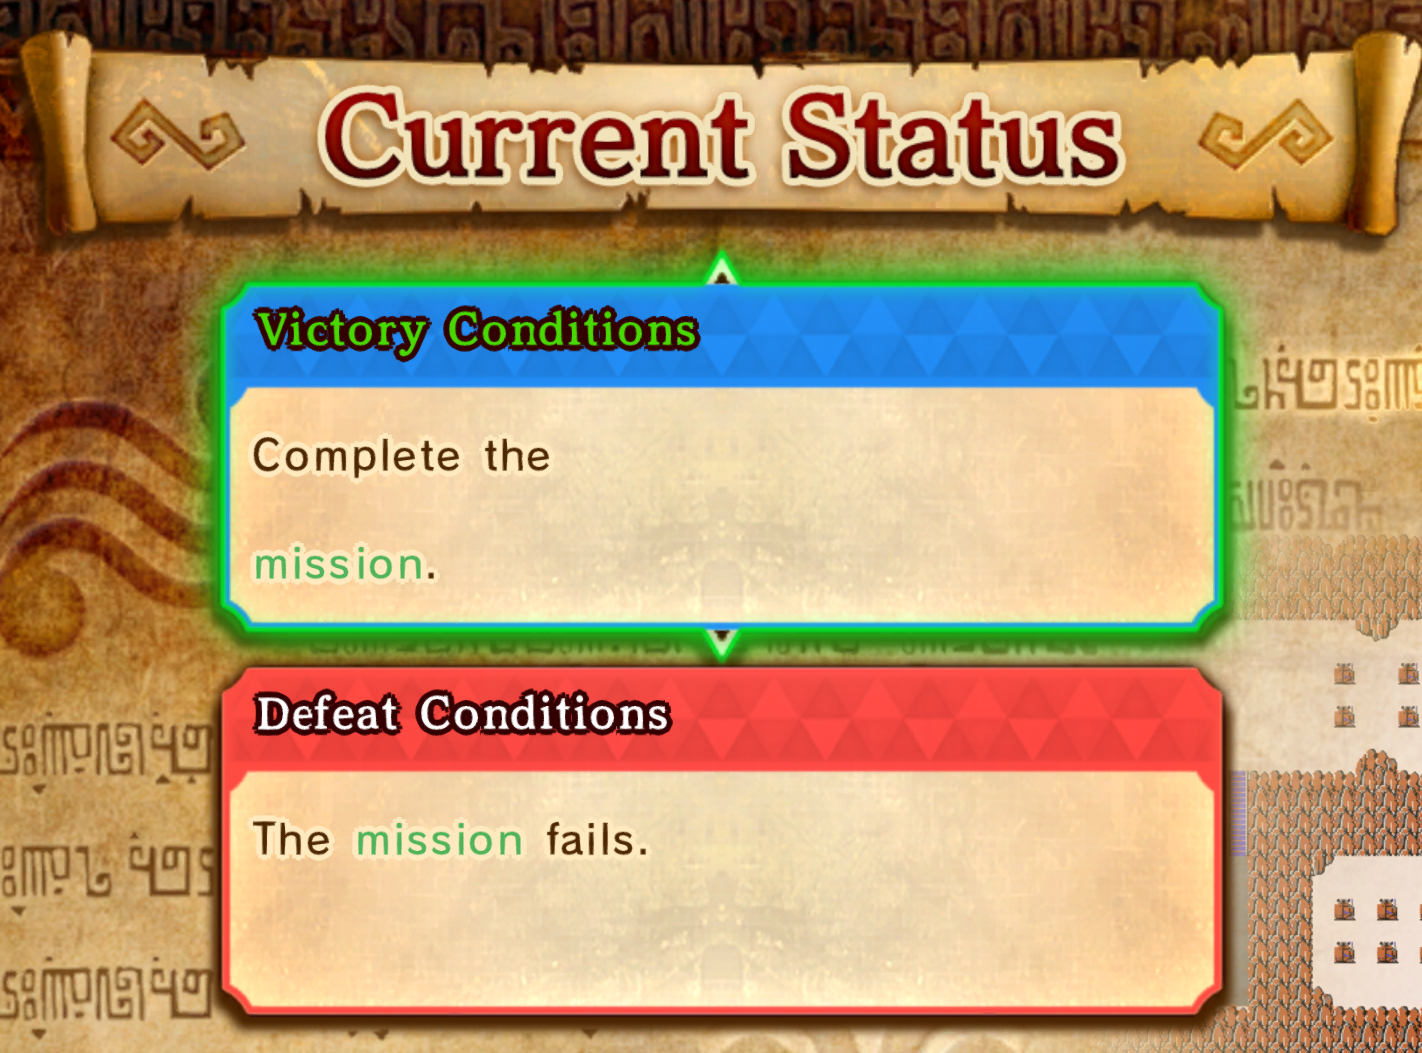 Current Status
Victory Conditions
Complete the
mission.
Defeat Conditions
The mission fails.